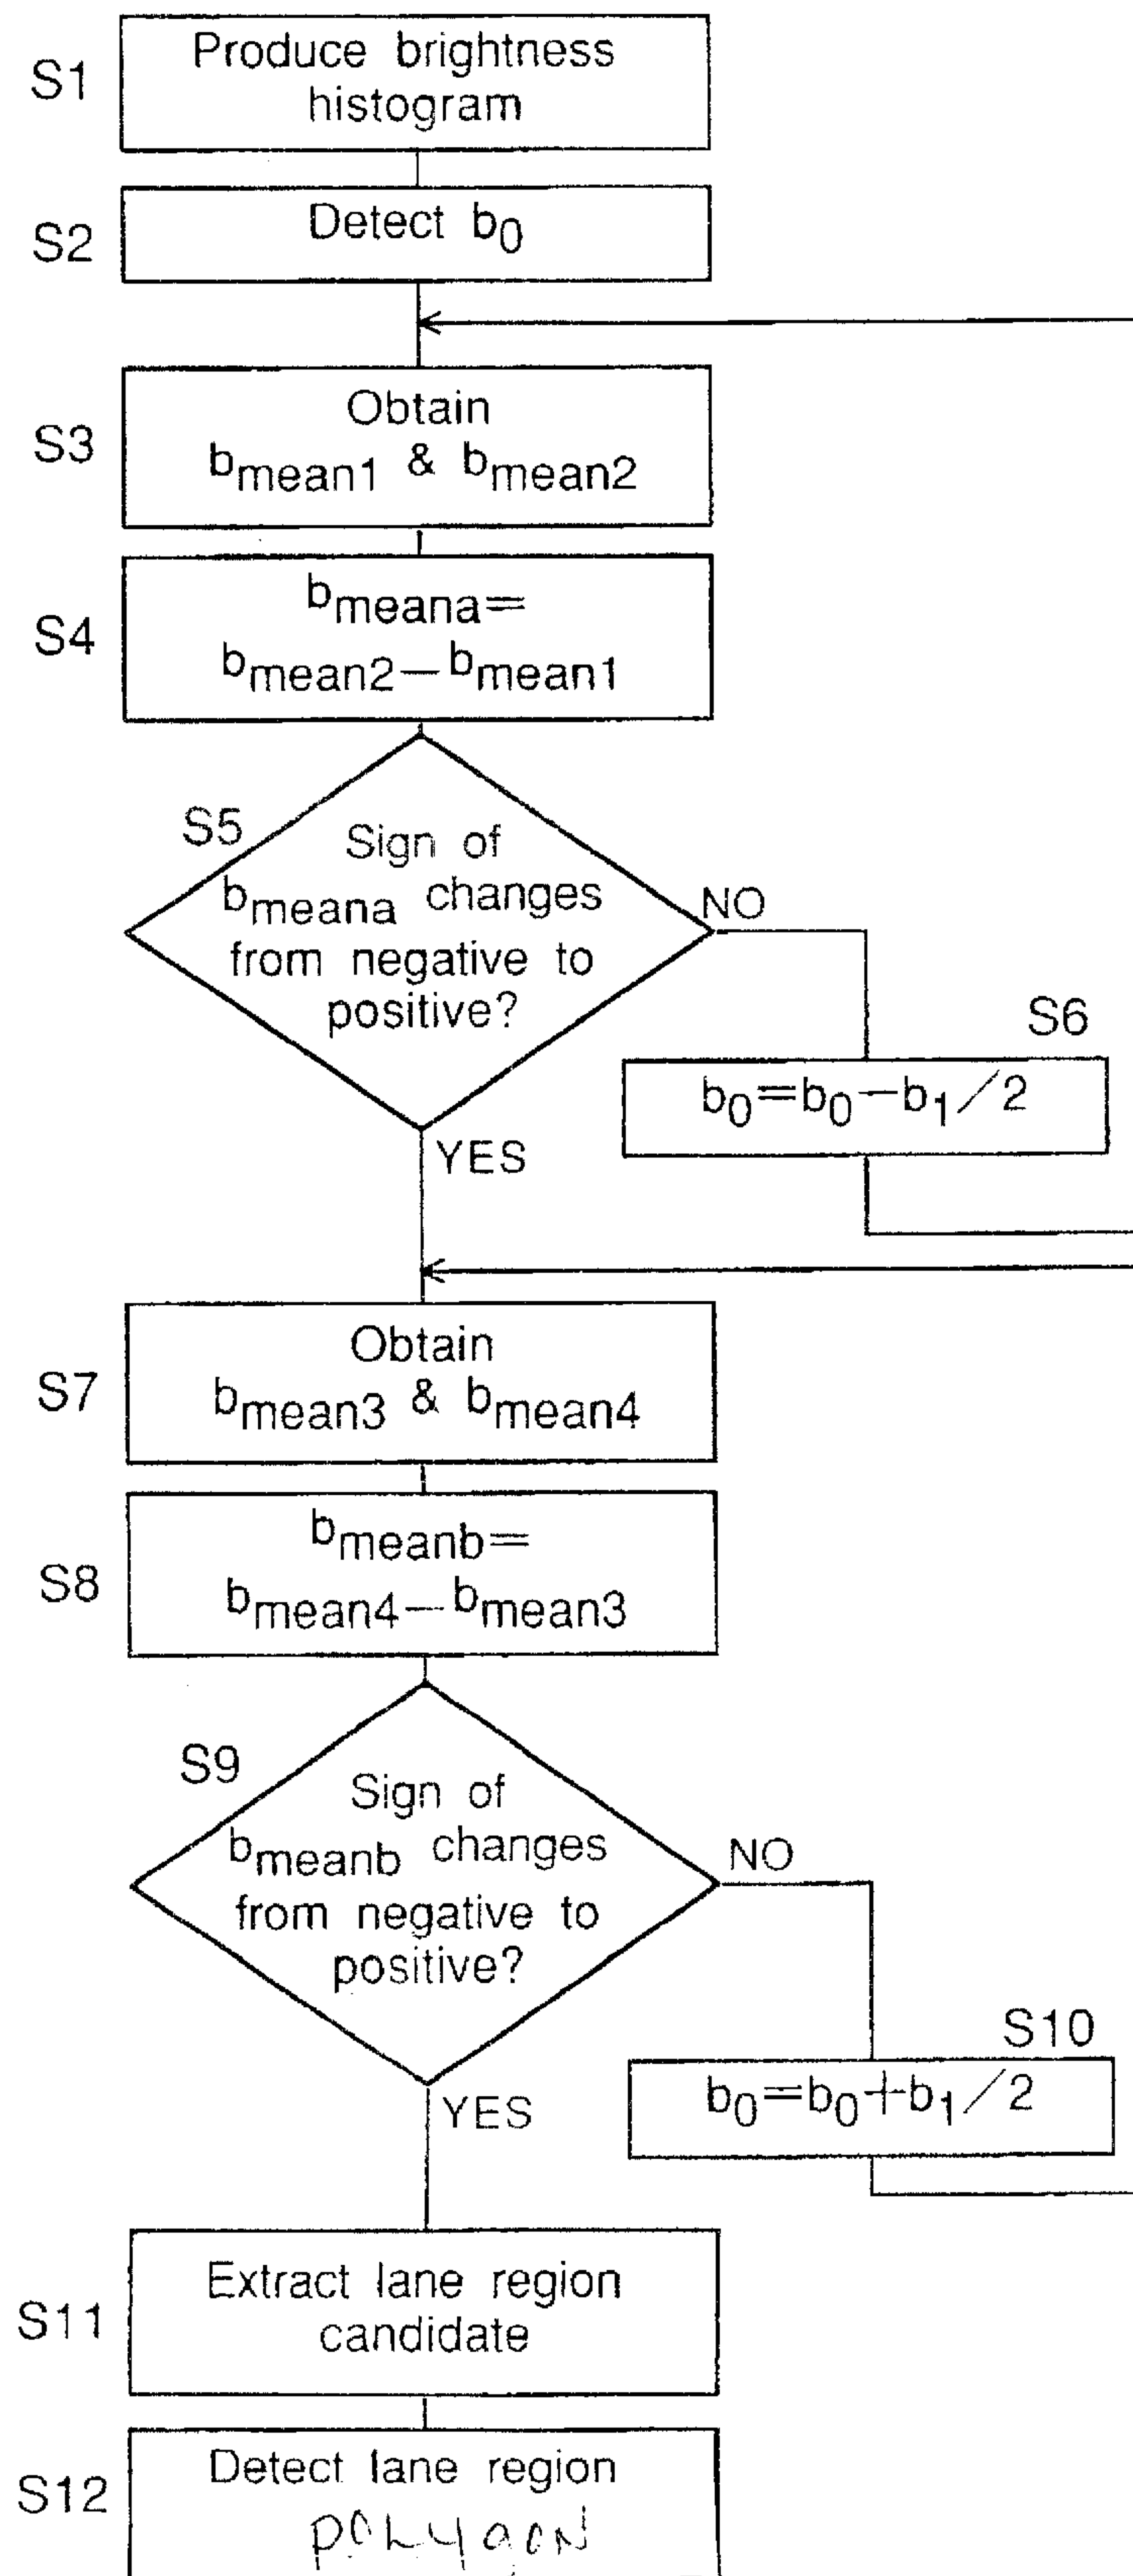 S1
Produce brightness
histogram
S2
Detect b0
S3
Obtain
bmean1 & bmean2
S4
bmeana=
bmean2−bmean1
S5
Sign of
bmeana changes
from negative to
positive?
NO
S6
b0=b0−b1/2
YES
S7
Obtain
bmean3 & bmean4
S8
bmeanb=
bmean4−bmean3
S9
Sign of
bmeanb changes
from negative to
positive?
NO
S10
b0=b0+b1/2
YES
S11
Extract lane region
candidate
S12
Detect lane region
POLYgON